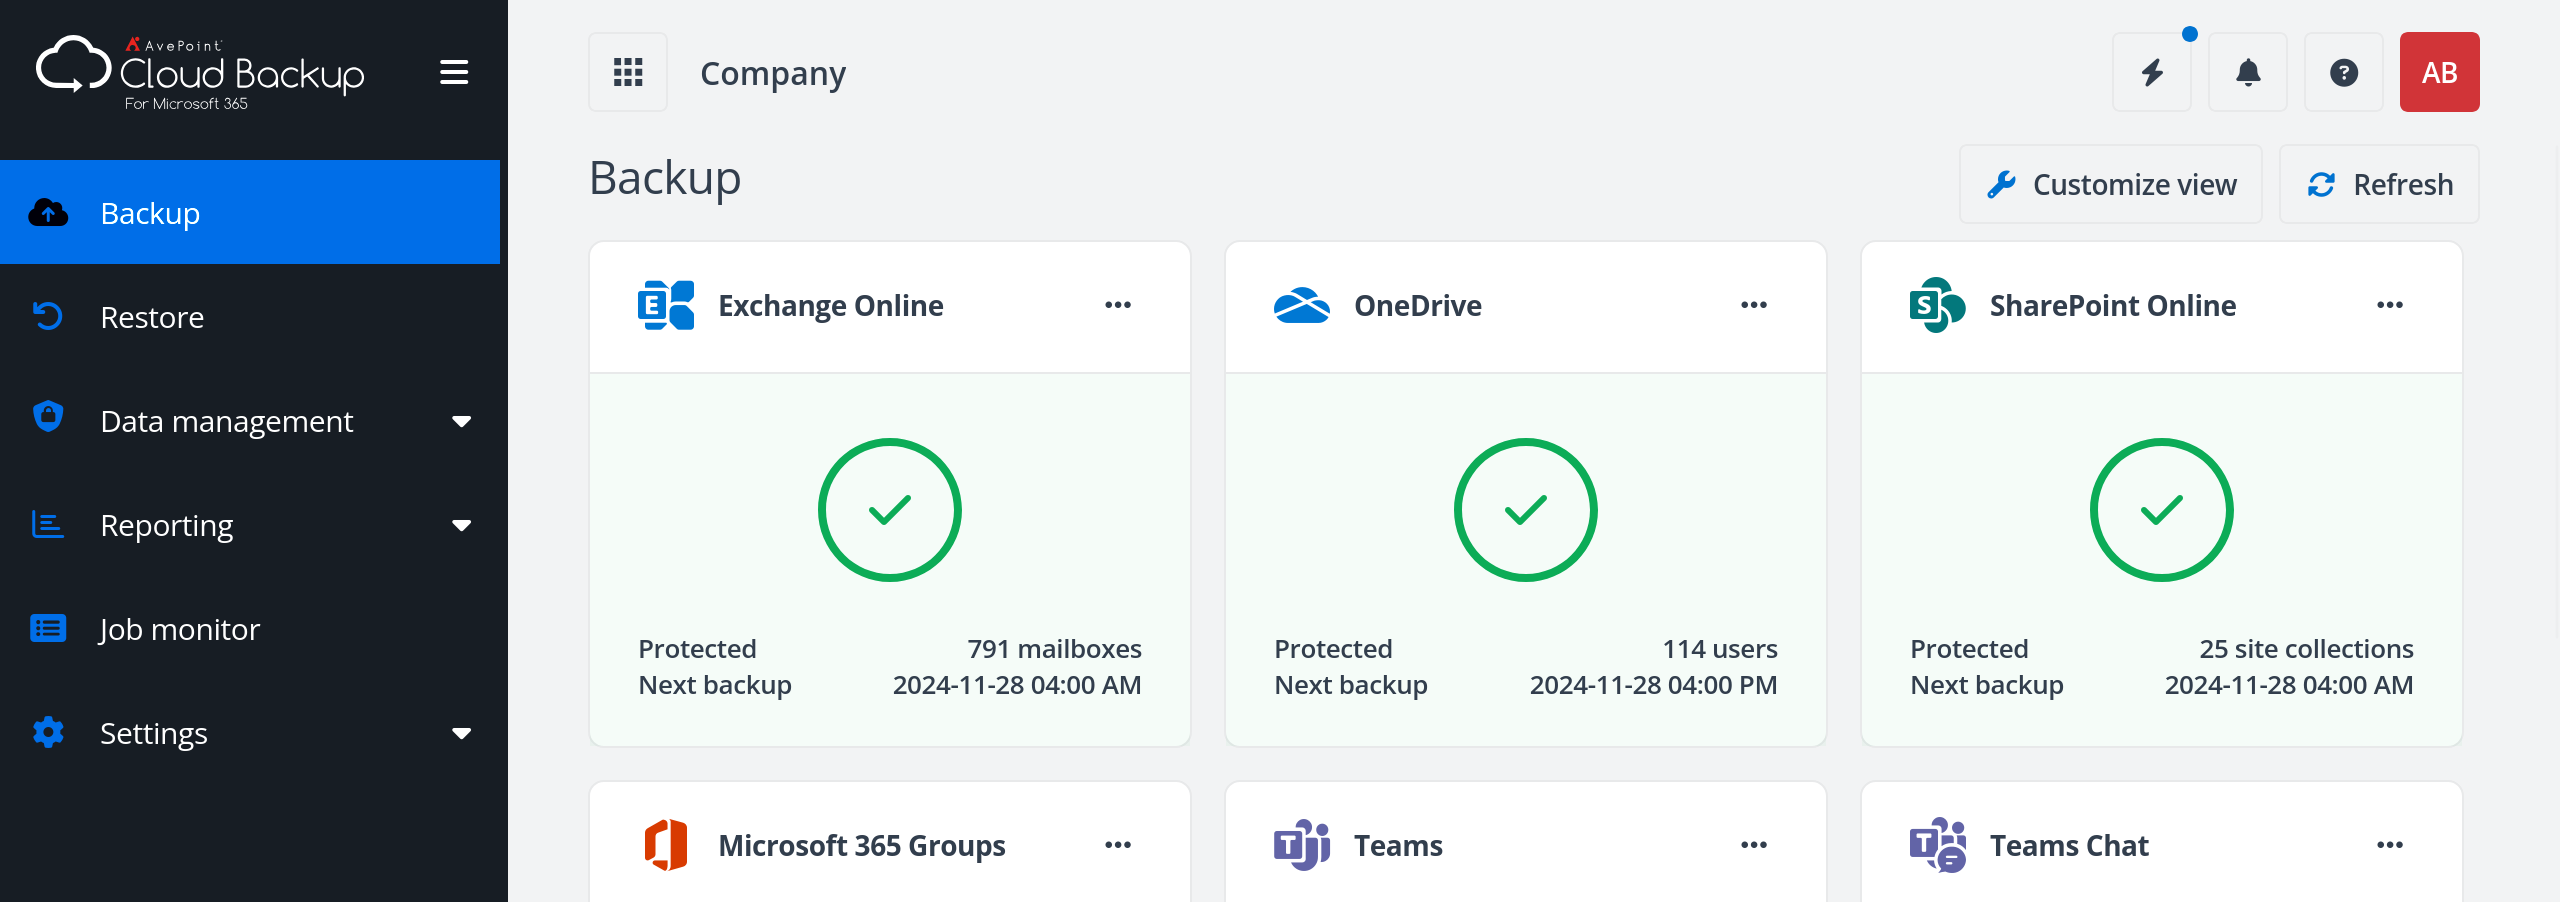 AvePoint
Cloud Backup
For Microsoft 365
Company
AB
Backup
Customize view
Refresh
Backup
Restore
Data management
Reporting
Job monitor
Settings
Exchange Online
Protected 791 mailboxes
Next backup 2024-11-28 04:00 AM
OneDrive
Protected 114 users
Next backup 2024-11-28 04:00 PM
SharePoint Online
Protected 25 site collections
Next backup 2024-11-28 04:00 AM
Microsoft 365 Groups
Teams
Teams Chat